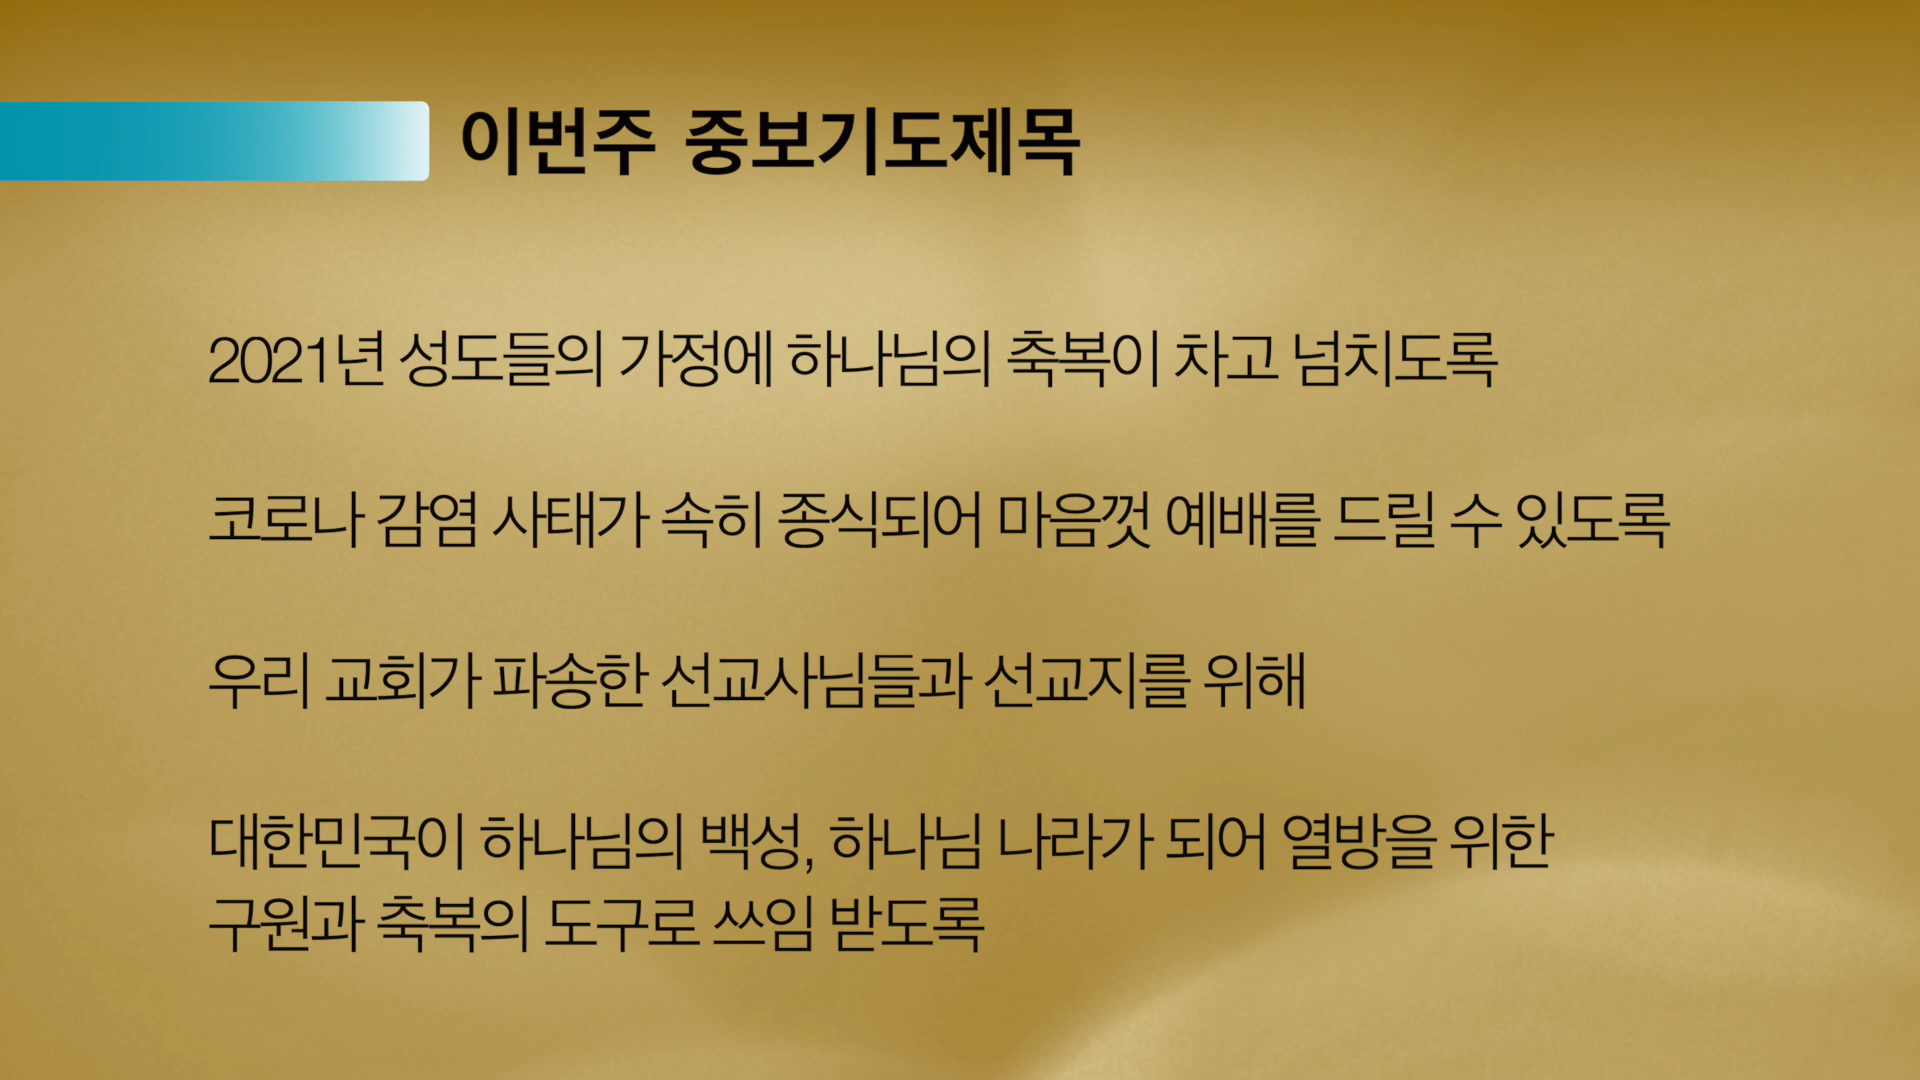 이번주 중보기도제목
2021년 성도들의 가정에 하나님의 축복이 차고 넘치도록
코로나 감염 사태가 속히 종식되어 마음껏 예배를 드릴 수 있도록
우리 교회가 파송한 선교사님들과 선교지를 위해
대한민국이 하나님의 백성, 하나님 나라가 되어 열방을 위한
구원과 축복의 도구로 쓰임 받도록